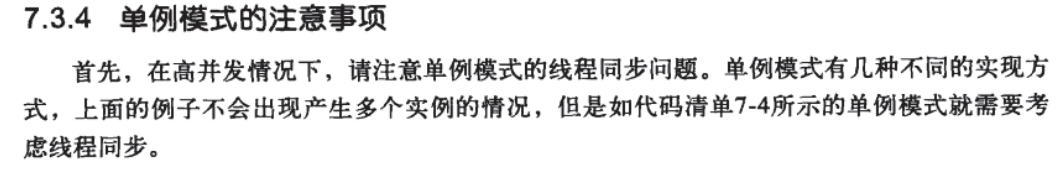 7.3.4 单例模式的注意事项
首先，在高并发情况下，请注意单例模式的线程同步问题。单例模式有几种不同的实现方
式，上面的例子不会出现产生多个实例的情况，但是如代码清单7-4所示的单例模式就需要考
虑线程同步。